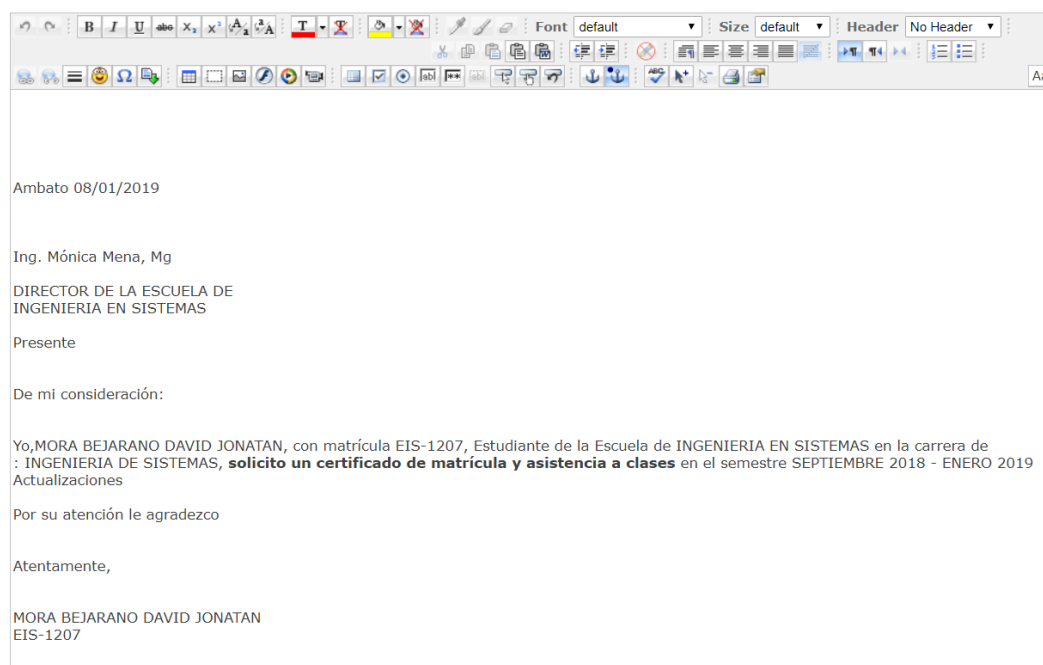 Font default Size default Header No Header
Ambato 08/01/2019
Ing. Mónica Mena, Mg
DIRECTOR DE LA ESCUELA DE
INGENIERIA EN SISTEMAS
Presente
De mi consideración:
Yo,MORA BEJARANO DAVID JONATAN, con matrícula EIS-1207, Estudiante de la Escuela de INGENIERIA EN SISTEMAS en la carrera de
: INGENIERIA DE SISTEMAS, solicito un certificado de matrícula y asistencia a clases en el semestre SEPTIEMBRE 2018 - ENERO 2019
Actualizaciones
Por su atención le agradezco
Atentamente,
MORA BEJARANO DAVID JONATAN
EIS-1207